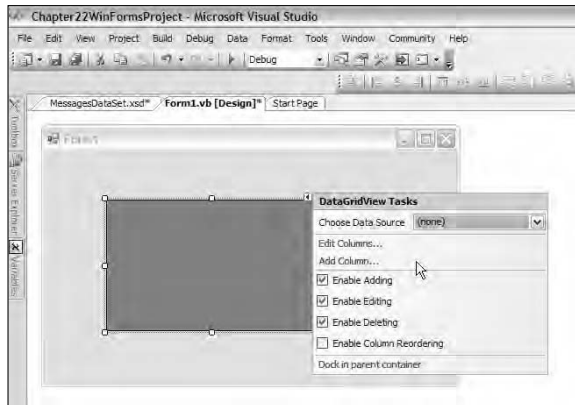 Chapter22WinFormsProject - Microsoft Visual Studio
File Edit View Project Build Debug Data Format Tools Window Community Help
Debug
MessagesDataSet.xsd* Form1.vb [Design]* Start Page
Toolbox
Server Explorer
Variables
Form1
DataGridView Tasks
Choose Data Source (none)
Edit Columns...
Add Column...
Enable Adding
Enable Editing
Enable Deleting
Enable Column Reordering
Dock in parent container